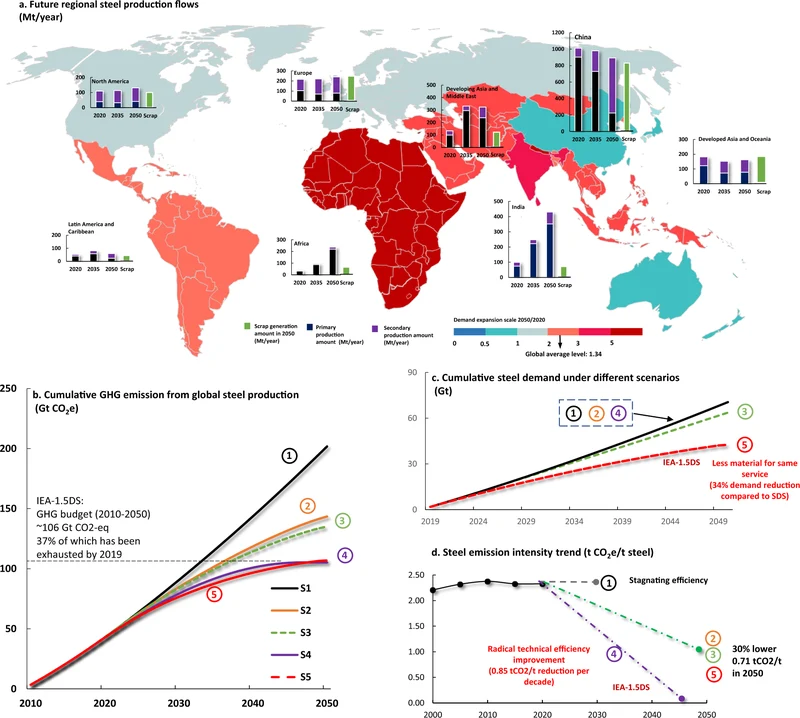 a. Future regional steel production flows
(Mt/year)
North America
200
100
0
2020 2035 2050 Scrap
Europe
300
200
100
0
2020 2035 2050 Scrap
Developing Asia and
Middle East
500
400
300
200
100
0
2020 2035 2050 Scrap
China
1200
1000
800
600
400
200
0
2020 2035 2050 Scrap
Developed Asia and Oceania
300
200
100
0
2020 2035 2050 Scrap
Latin America and
Caribbean
200
100
0
2020 2035 2050 Scrap
Africa
300
200
100
0
2020 2035 2050 Scrap
India
500
400
300
200
100
0
2020 2035 2050 Scrap
Scrap generation
amount in 2050
(Mt/year)
Primary
production
amount (Mt/year)
Secondary
production amount
(Mt/year)
Demand expansion scale 2050/2020
0 0.5 1 2 3 5
Global average level: 1.34
b. Cumulative GHG emission from global steel production
(Gt CO2e)
250
200
150
100
50
0
2010 2020 2030 2040 2050
IEA-1.5DS:
GHG budget (2010-2050)
~106 Gt CO2-eq
37% of which has been
exhausted by 2019
1
2
3
4
5
S1
S2
S3
S4
S5
c. Cumulative steel demand under different scenarios
(Gt)
90
60
30
0
2019 2024 2029 2034 2039 2044 2049
1 2 4
3
5
IEA-1.5DS
Less material for same
service
(34% demand reduction
compared to SDS)
d. Steel emission intensity trend (t CO2e/t steel)
2.50
2.00
1.50
1.00
0.50
0.00
2000 2010 2020 2030 2040 2050
1
Stagnating efficiency
Radical technical efficiency
improvement
(0.85 tCO2/t reduction per
decade)
4
IEA-1.5DS
2
3
5
30% lower
0.71 tCO2/t
in 2050